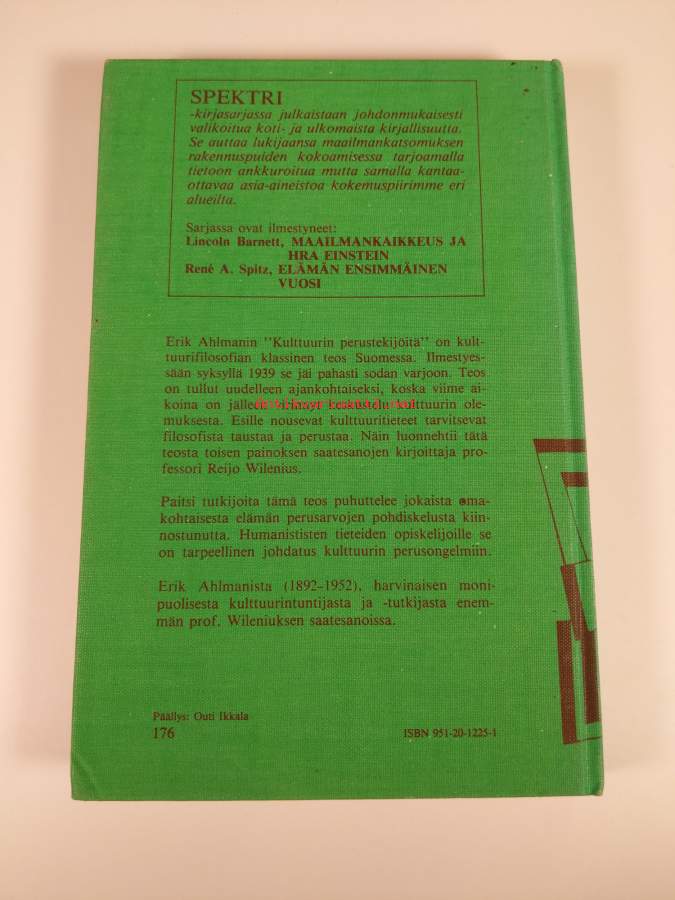 SPEKTRI
-kirjasarjassa julkaistaan johdonmukaisesti
valikoitua koti- ja ulkomaista kirjallisuutta.
Se auttaa lukijaansa maailmankatsomuksen
rakennuspuiden kokoamisessa tarjoamalla
tietoon ankkuroitua mutta samalla kantaa-
ottavaa asia-aineistoa kokemuspiirimme eri
alueilta.
Sarjassa ovat ilmestyneet:
Lincoln Barnett, MAAILMANKAIKKEUS JA
HRA EINSTEIN
René A. Spitz, ELÄMÄN ENSIMMÄINEN
VUOSI
Erik Ahlmanin "Kulttuurin perustekijöitä" on kult-
tuurifilosofian klassinen teos Suomessa. Ilmestyes-
sään syksyllä 1939 se jäi pahasti sodan varjoon. Teos
on tullut uudelleen ajankohtaiseksi, koska viime ai-
koina on jälleen keskustelu kulttuurin ole-
muksesta. Esille nousevat kulttuuritieteet tarvitsevat
filosofista taustaa ja perustaa. Näin luonnehtii tätä
teosta toisen painoksen saatesanojen kirjoittaja pro-
fessori Reijo Wilenius.
Paitsi tutkijoita tämä teos puhuttelee jokaista oma-
kohtaisesta elämän perusarvojen pohdiskelusta kiin-
nostunutta. Humanististen tieteiden opiskelijoille se
on tarpeellinen johdatus kulttuurin perusongelmiin.
Erik Ahlmanista (1892-1952), harvinaisen moni-
puolisesta kulttuurintuntijasta ja -tutkijasta enem-
män prof. Wileniuksen saatesanoissa.
Päällys: Outi Ikkala
176
ISBN 951-20-1225-1